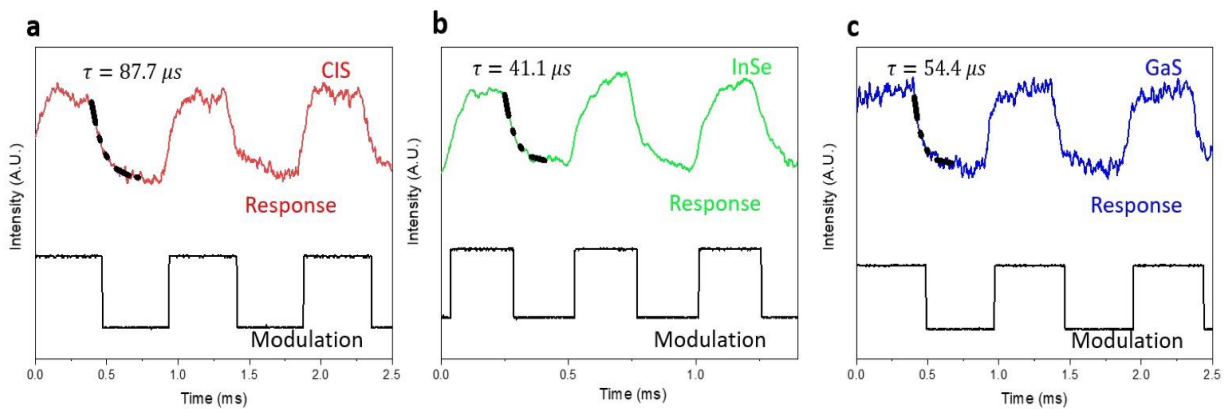 a
τ = 87.7 μs
CIS
Response
Modulation
Intensity (A.U.)
0.0 0.5 1.0 1.5 2.0 2.5
Time (ms)
b
τ = 41.1 μs
InSe
Response
Modulation
Intensity (A.U.)
0.0 0.5 1.0
Time (ms)
c
τ = 54.4 μs
GaS
Response
Modulation
Intensity (A.U.)
0.0 0.5 1.0 1.5 2.0 2.5
Time (ms)